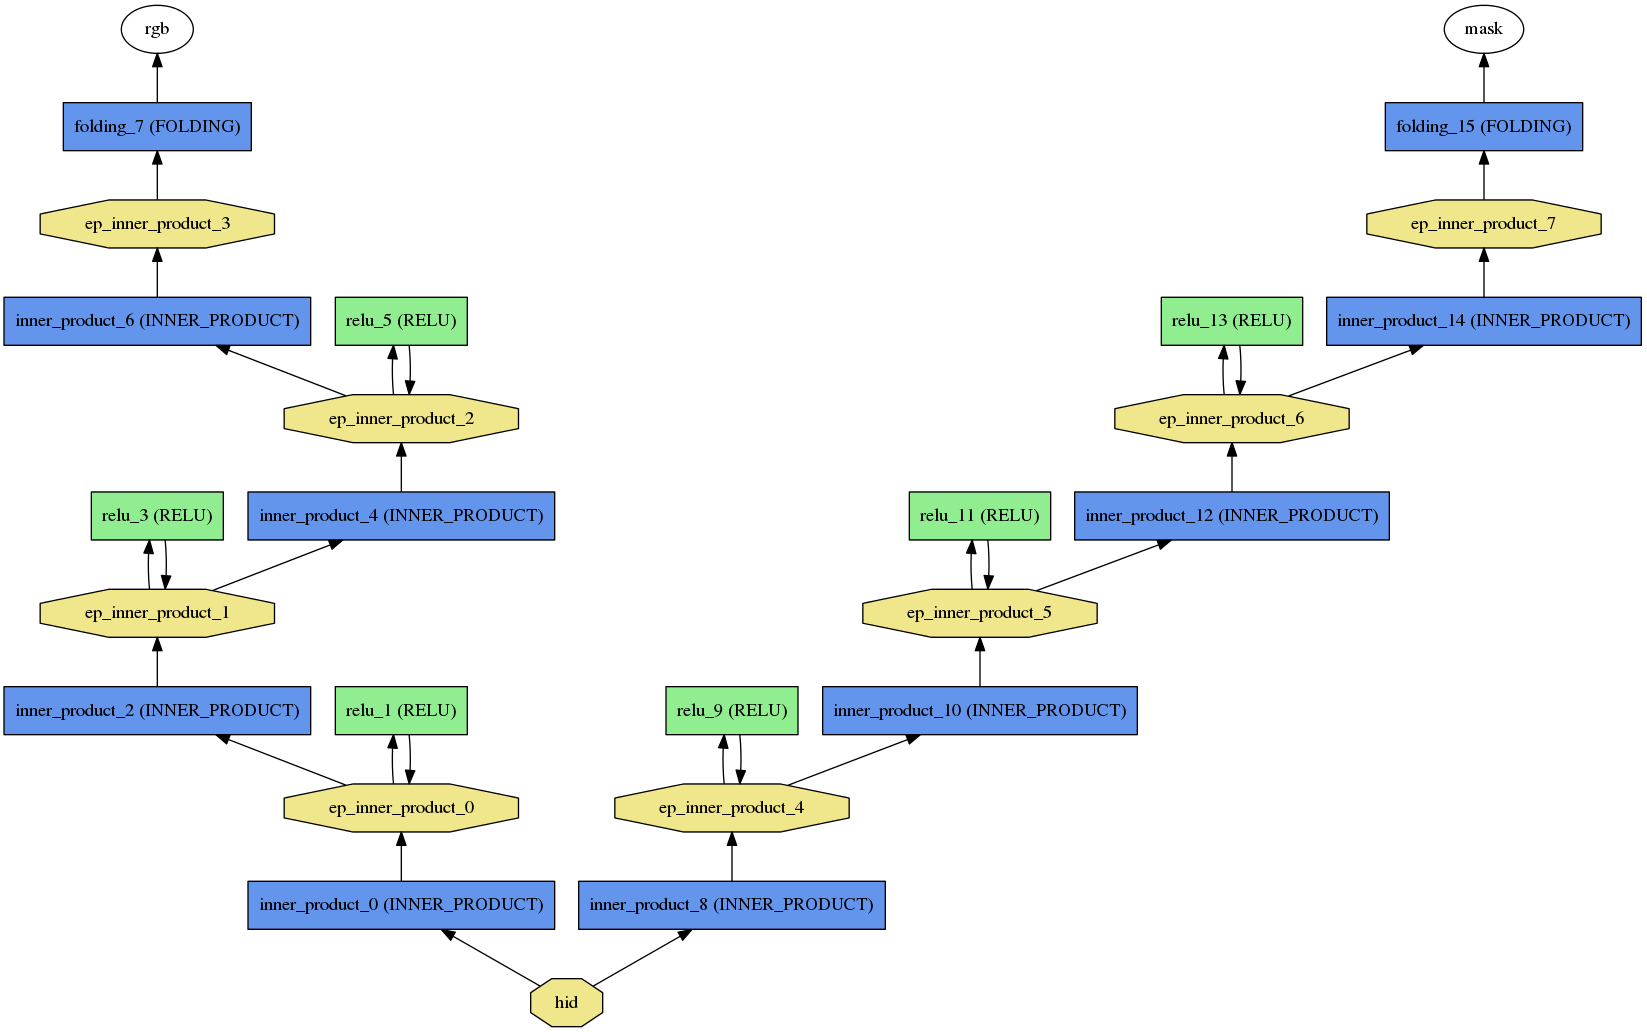 rgb
mask
folding_7 (FOLDING)
folding_15 (FOLDING)
ep_inner_product_3
ep_inner_product_7
inner_product_6 (INNER_PRODUCT)
relu_5 (RELU)
relu_13 (RELU)
inner_product_14 (INNER_PRODUCT)
ep_inner_product_2
ep_inner_product_6
relu_3 (RELU)
inner_product_4 (INNER_PRODUCT)
relu_11 (RELU)
inner_product_12 (INNER_PRODUCT)
ep_inner_product_1
ep_inner_product_5
inner_product_2 (INNER_PRODUCT)
relu_1 (RELU)
relu_9 (RELU)
inner_product_10 (INNER_PRODUCT)
ep_inner_product_0
ep_inner_product_4
inner_product_0 (INNER_PRODUCT)
inner_product_8 (INNER_PRODUCT)
hid